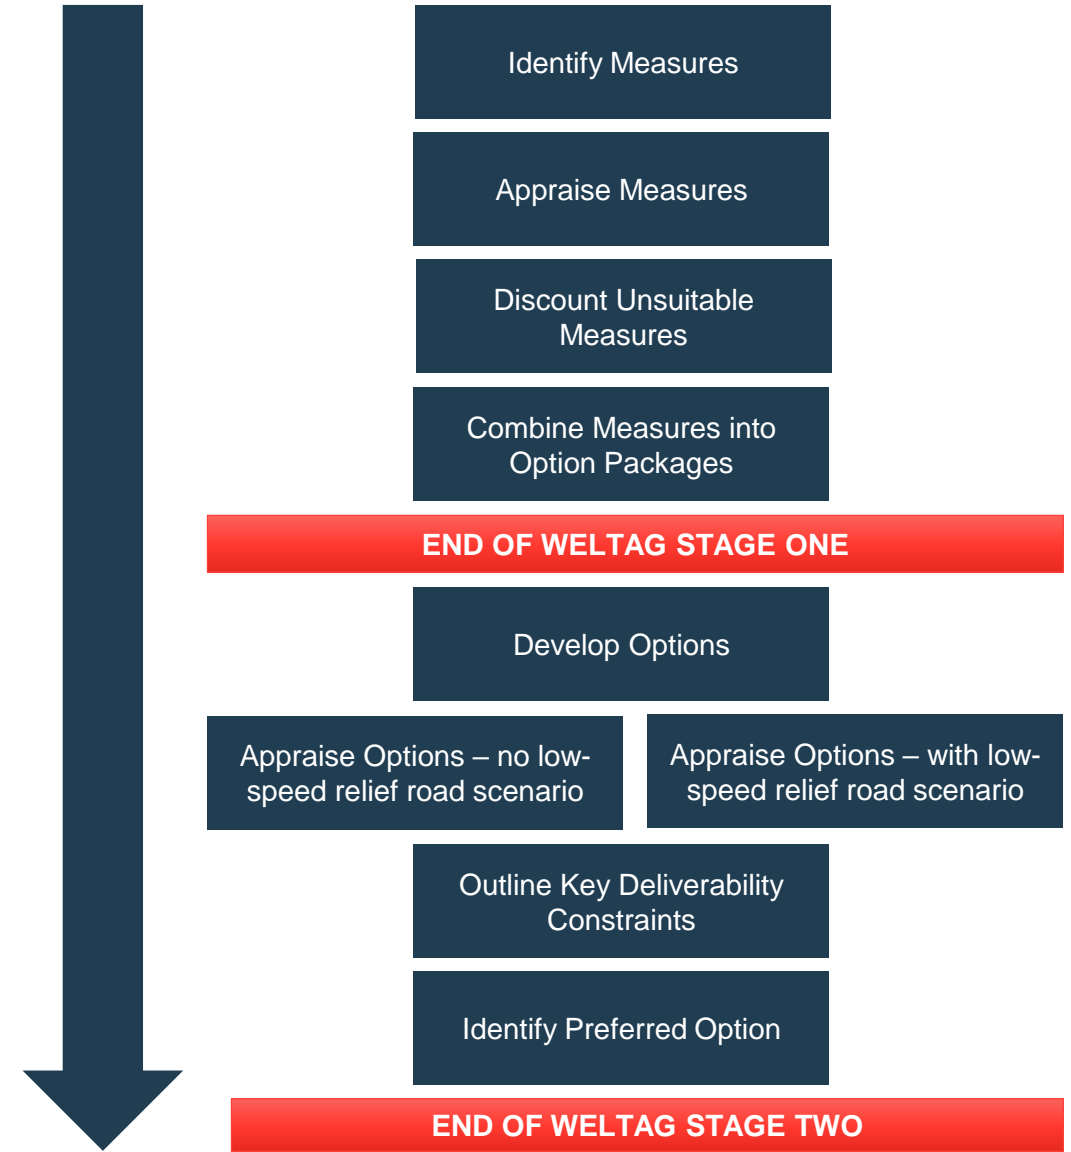 Identify Measures
Appraise Measures
Discount Unsuitable
Measures
Combine Measures into
Option Packages
END OF WELTAG STAGE ONE
Develop Options
Appraise Options – no low-
speed relief road scenario
Appraise Options – with low-
speed relief road scenario
Outline Key Deliverability
Constraints
Identify Preferred Option
END OF WELTAG STAGE TWO